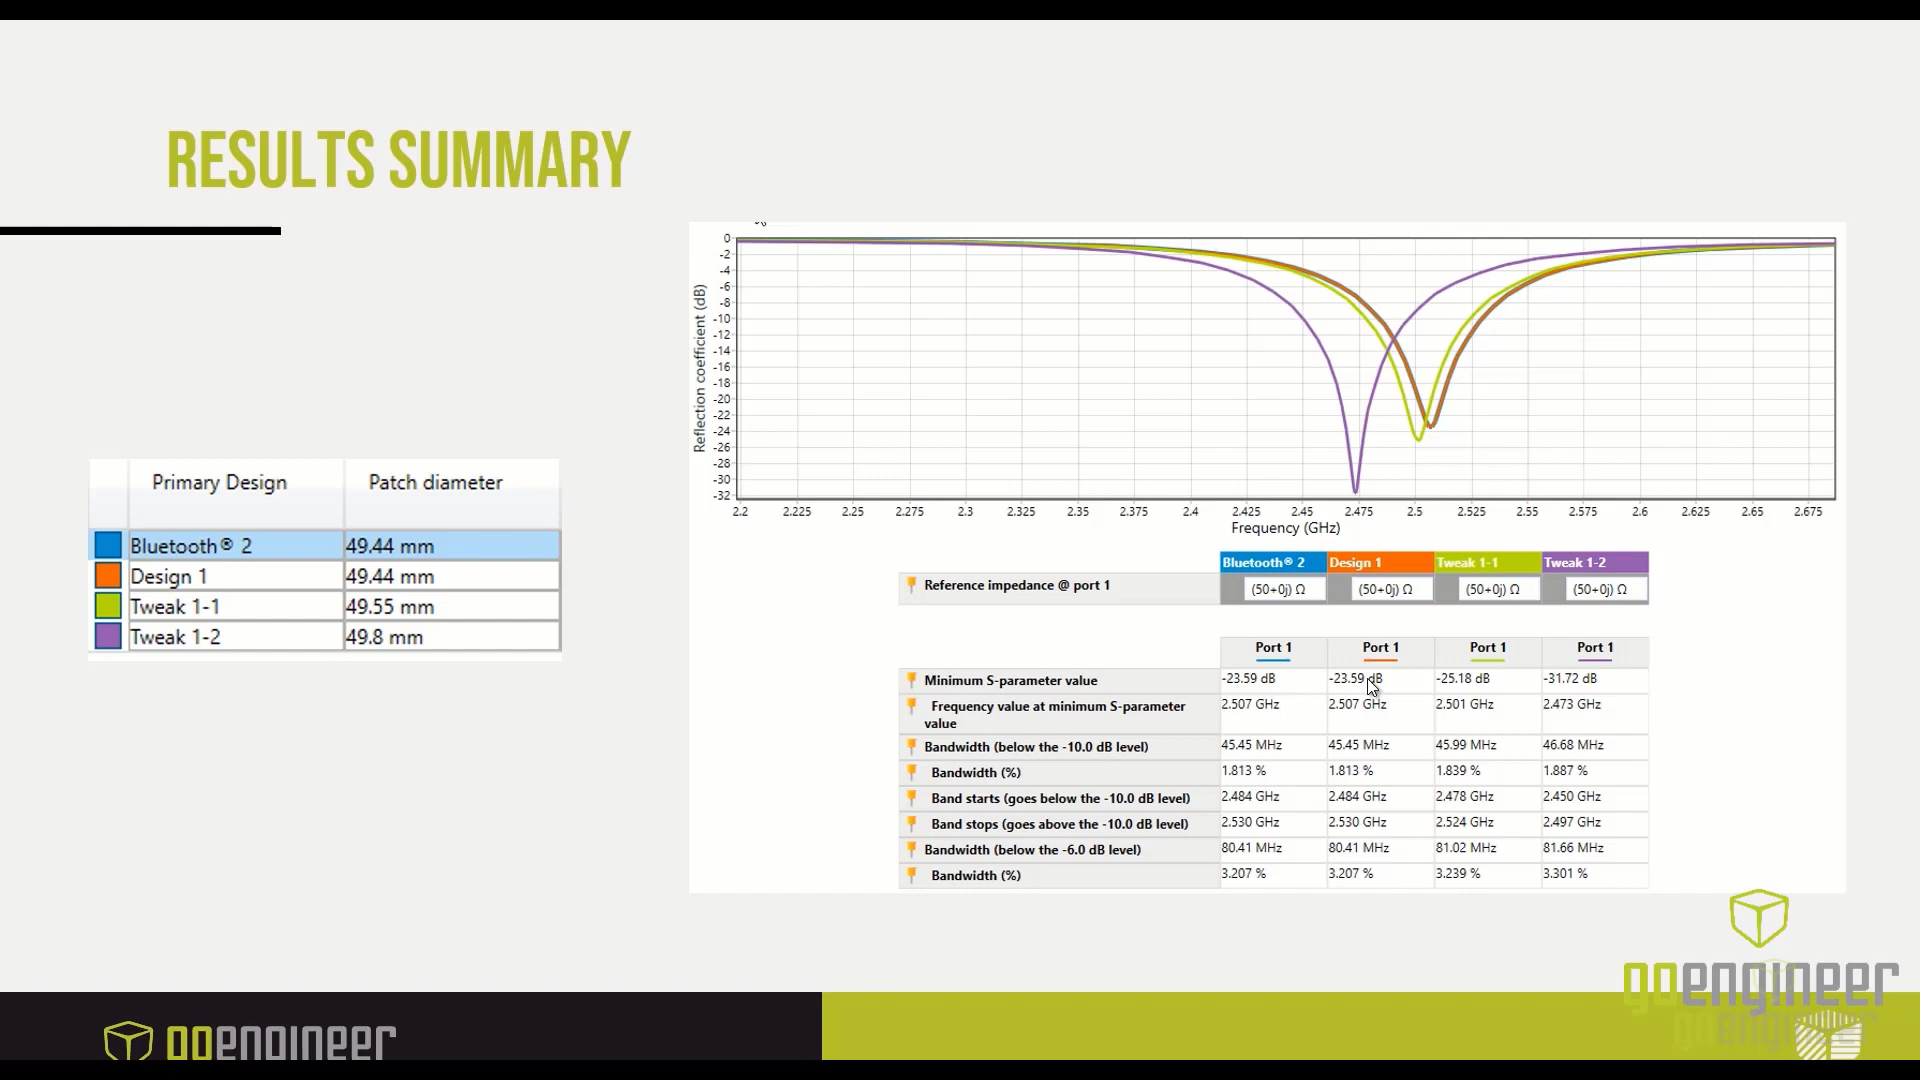 RESULTS SUMMARY
Primary Design Patch diameter
Bluetooth® 2 49.44 mm
Design 1 49.44 mm
Tweak 1-1 49.55 mm
Tweak 1-2 49.8 mm
Reflection coefficient (dB)
0
-2
-4
-6
-8
-10
-12
-14
-16
-18
-20
-22
-24
-26
-28
-30
-32
2.2 2.225 2.25 2.275 2.3 2.325 2.35 2.375 2.4 2.425 2.45 2.475 2.5 2.525 2.55 2.575 2.6 2.625 2.65 2.675
Frequency (GHz)
Bluetooth® 2 Design 1 Tweak 1-1 Tweak 1-2
Reference impedance @ port 1 (50+0j) Ω (50+0j) Ω (50+0j) Ω (50+0j) Ω
Port 1 Port 1 Port 1 Port 1
Minimum S-parameter value -23.59 dB -23.59 dB -25.18 dB -31.72 dB
Frequency value at minimum S-parameter 2.507 GHz 2.507 GHz 2.501 GHz 2.473 GHz
value
Bandwidth (below the -10.0 dB level) 45.45 MHz 45.45 MHz 45.99 MHz 46.68 MHz
Bandwidth (%) 1.813 % 1.813 % 1.839 % 1.887 %
Band starts (goes below the -10.0 dB level) 2.484 GHz 2.484 GHz 2.478 GHz 2.450 GHz
Band stops (goes above the -10.0 dB level) 2.530 GHz 2.530 GHz 2.524 GHz 2.497 GHz
Bandwidth (below the -6.0 dB level) 80.41 MHz 80.41 MHz 81.02 MHz 81.66 MHz
Bandwidth (%) 3.207 % 3.207 % 3.239 % 3.301 %
goengineer
goengineer